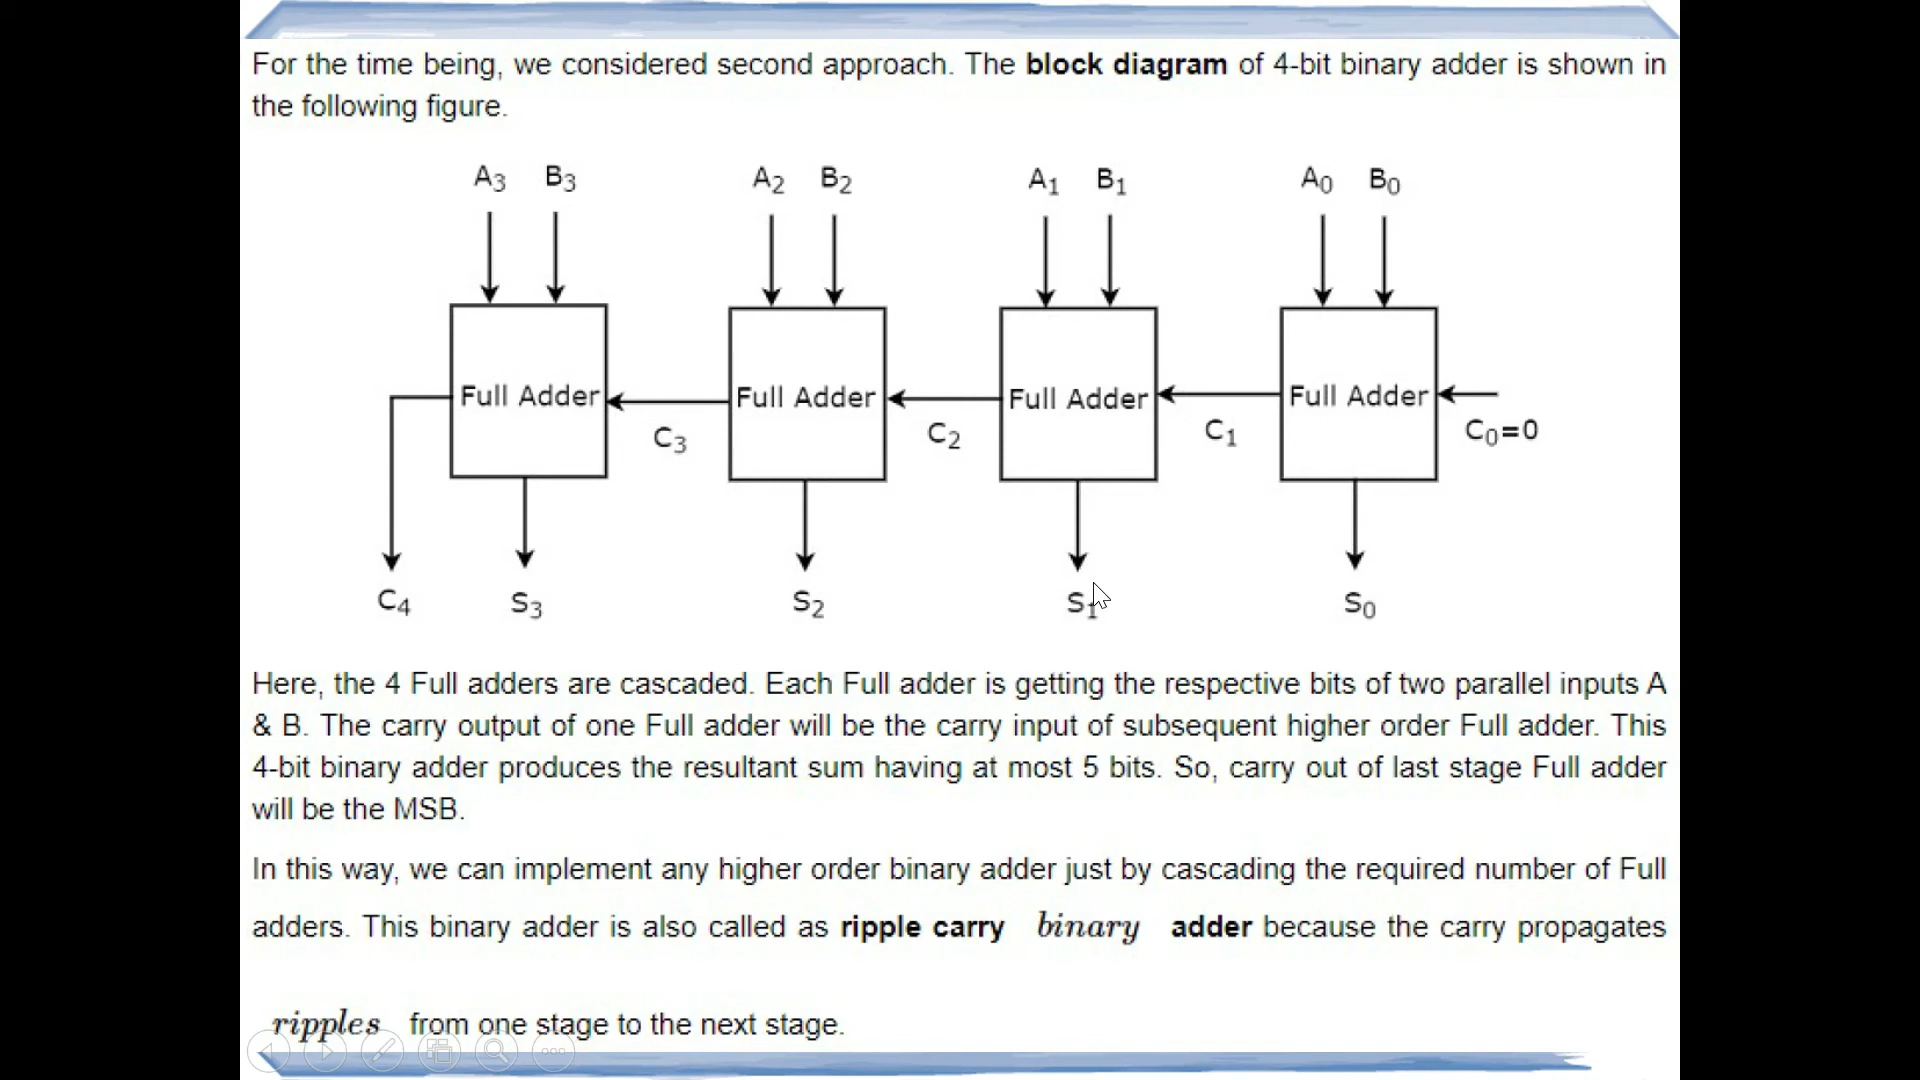 For the time being, we considered second approach. The block diagram of 4-bit binary adder is shown in
the following figure.
A3 B3 A2 B2 A1 B1 A0 B0
Full Adder Full Adder Full Adder Full Adder
C3 C2 C1 C0=0
C4 S3 S2 S1 S0
Here, the 4 Full adders are cascaded. Each Full adder is getting the respective bits of two parallel inputs A
& B. The carry output of one Full adder will be the carry input of subsequent higher order Full adder. This
4-bit binary adder produces the resultant sum having at most 5 bits. So, carry out of last stage Full adder
will be the MSB.
In this way, we can implement any higher order binary adder just by cascading the required number of Full
adders. This binary adder is also called as ripple carry binary adder because the carry propagates
ripples from one stage to the next stage.